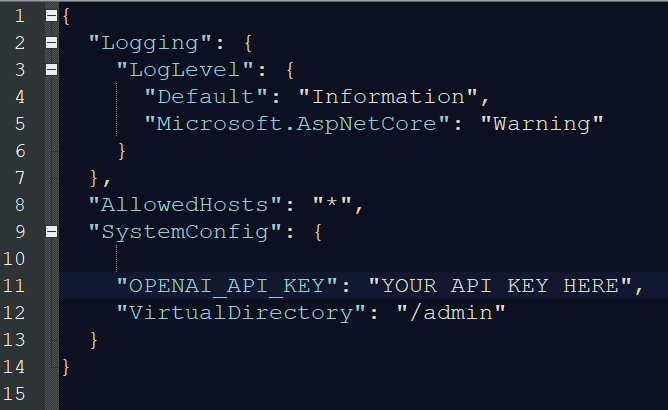 1 {
2 "Logging": {
3 "LogLevel": {
4 "Default": "Information",
5 "Microsoft.AspNetCore": "Warning"
6 }
7 },
8 "AllowedHosts": "*",
9 "SystemConfig": {
10
11 "OPENAI_API_KEY": "YOUR API KEY HERE",
12 "VirtualDirectory": "/admin"
13 }
14 }
15